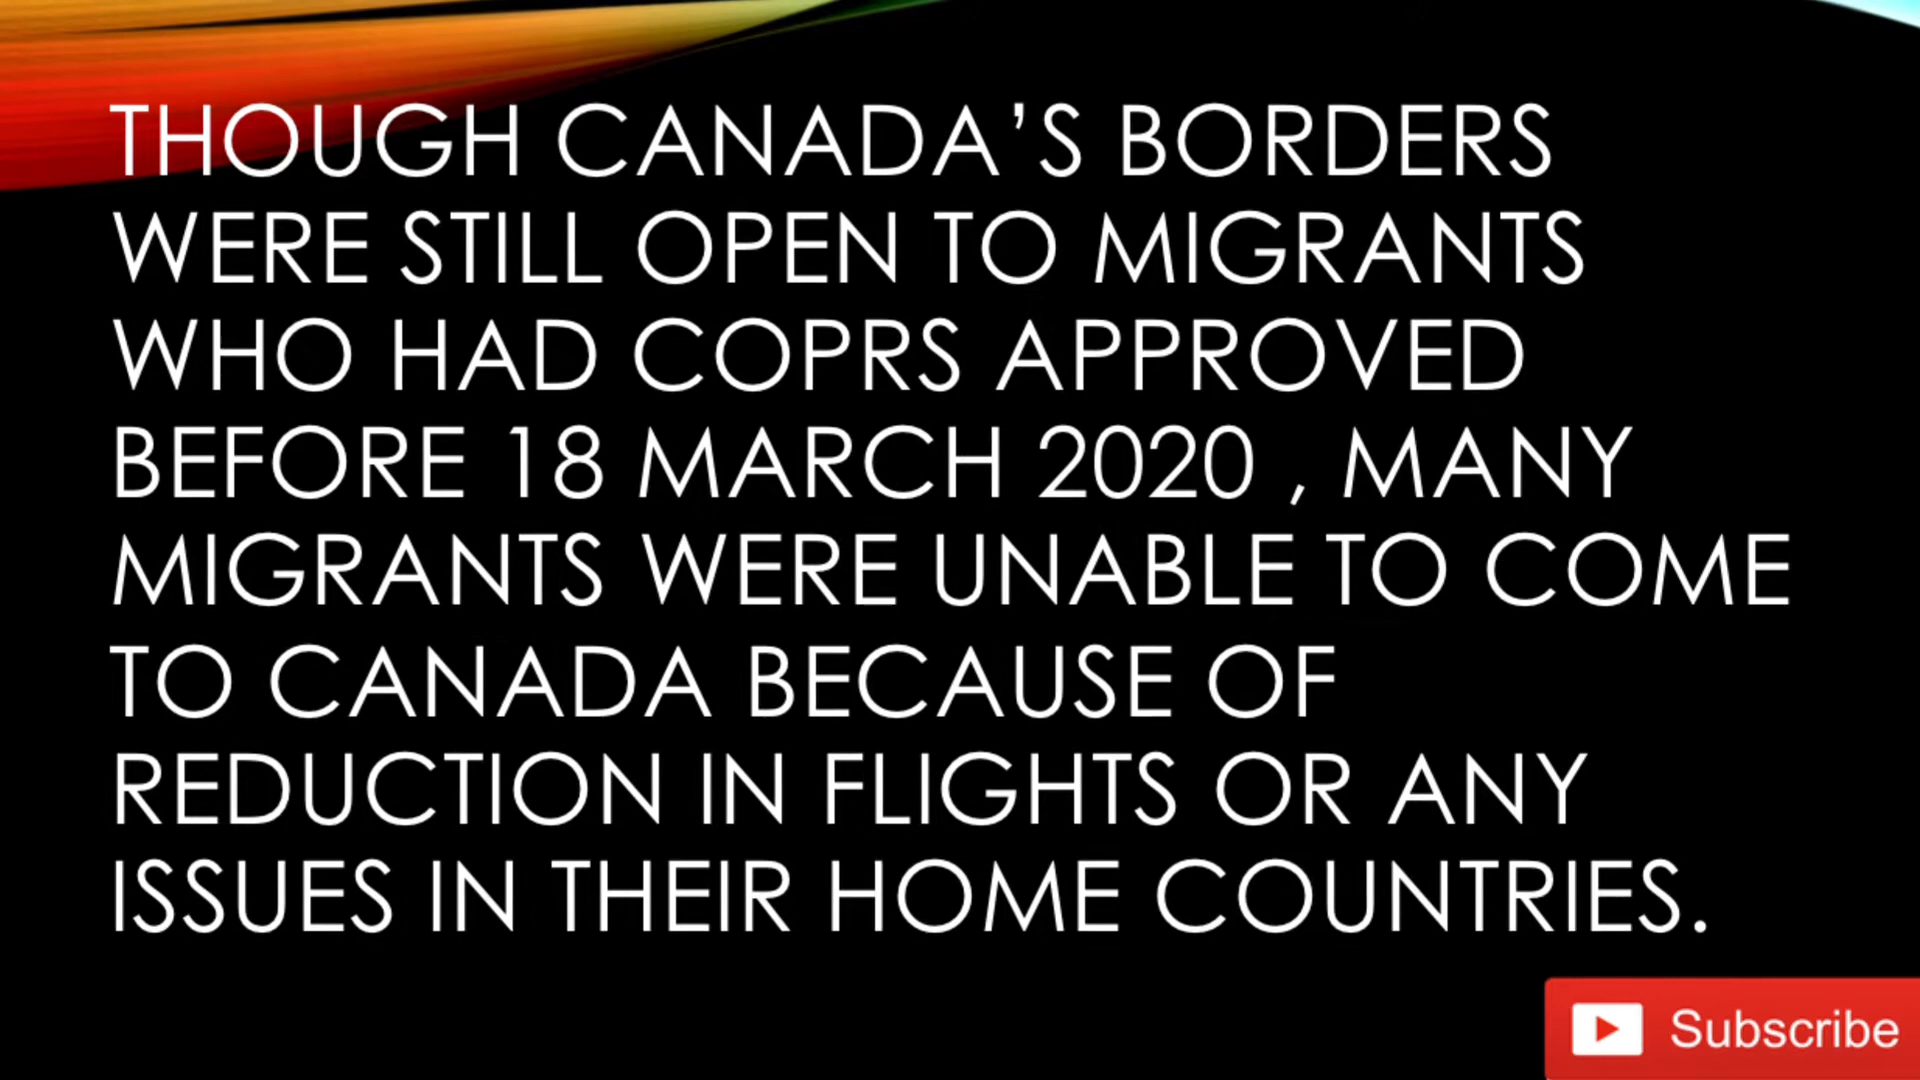 THOUGH CANADA’S BORDERS
WERE STILL OPEN TO MIGRANTS
WHO HAD COPRS APPROVED
BEFORE 18 MARCH 2020 , MANY
MIGRANTS WERE UNABLE TO COME
TO CANADA BECAUSE OF
REDUCTION IN FLIGHTS OR ANY
ISSUES IN THEIR HOME COUNTRIES.
Subscribe